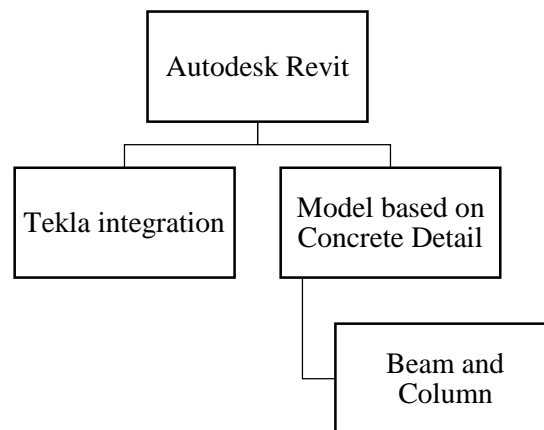 Autodesk Revit
Tekla integration
Model based on
Concrete Detail
Beam and
Column